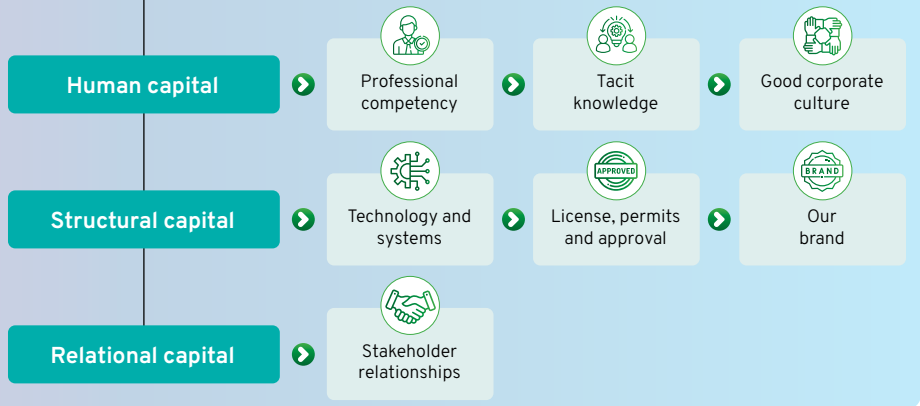 Human capital
Professional
competency
Tacit
knowledge
Good corporate
culture
Structural capital
Technology and
systems
APPROVED
License, permits
and approval
BRAND
Our
brand
Relational capital
Stakeholder
relationships